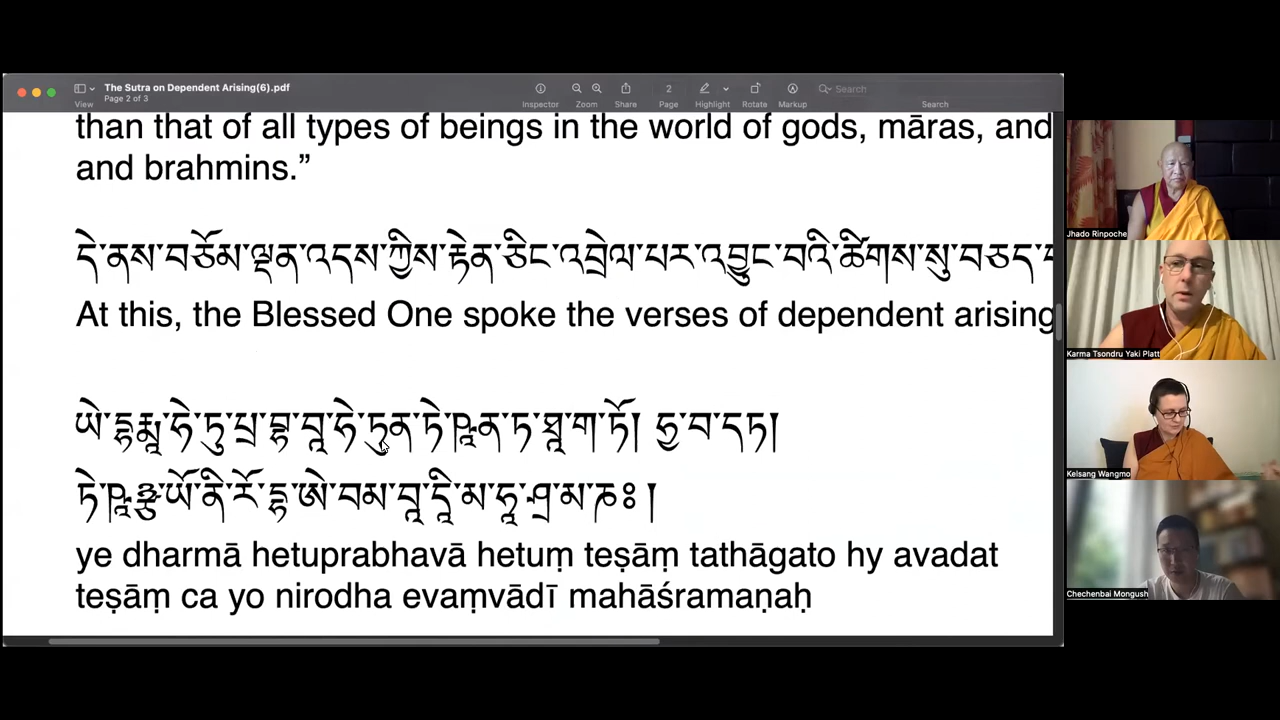 The Sutra on Dependent Arising(6).pdf
Page 2 of 3
View
Inspector
Zoom
Share
2
Page
Highlight
Rotate
Markup
Search
Search
than that of all types of beings in the world of gods, māras, and
and brahmins.”
དེ་ནས་བཅོམ་ལྡན་འདས་ཀྱིས་རྟེན་ཅིང་འབྲེལ་པར་འབྱུང་བའི་ཚིགས་སུ་བཅད་པ
At this, the Blessed One spoke the verses of dependent arising
ཡེ་དྷརྨཱ་ཧེ་ཏུ་པྲ་བྷ་བཱ་ཧེ་ཏུན་ཏེ་ཥཱན་ཏ་ཐཱ་ག་ཏོ། ཧྱ་བ་དཏ།
ཏེ་ཥཱཉྩ་ཡོ་ནི་རོ་དྷ་ཨེ་བམ་བཱ་དཱི་མ་ཧཱ་ཤྲ་མ་ཎཿ །
ye dharmā hetuprabhavā hetuṃ teṣāṃ tathāgato hy avadat
teṣāṃ ca yo nirodha evaṃvādī mahāśramaṇaḥ
Jhado Rinpoche
Karma Tsondru Yaki Platt
Kelsang Wangmo
Chechenbai Mongush